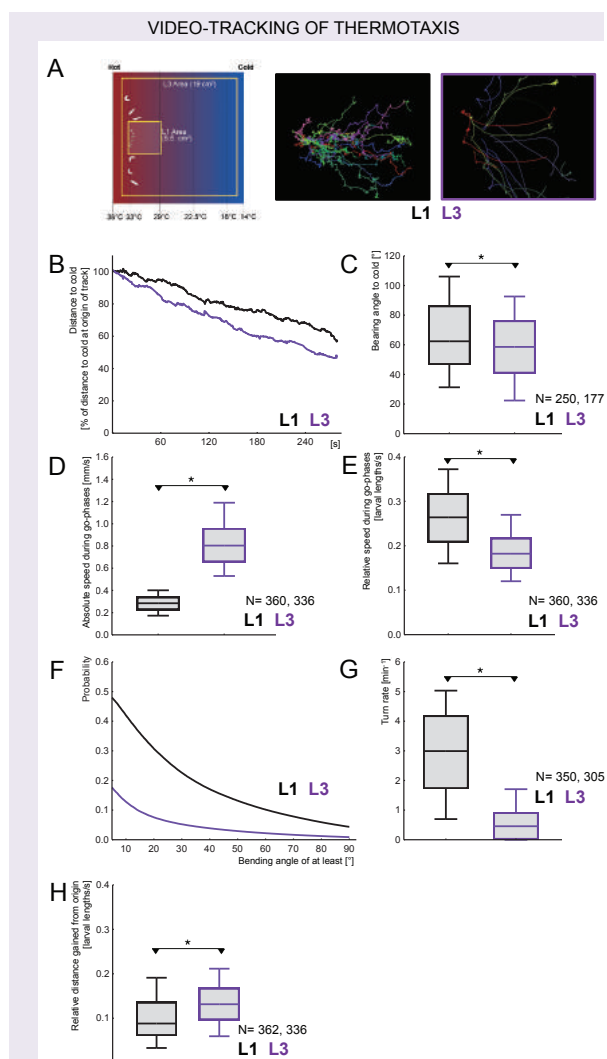 VIDEO-TRACKING OF THERMOTAXIS
A
Hot Cold
L3 Area (19 cm²)
L1 Area
35°C 33°C 29°C 22.5°C 16°C 14°C
L1 L3
B
Distance to cold
[% of distance to cold at origin of track]
100
80
60
40
20
0
60 120 180 240 [s]
L1 L3
C
Bearing angle to cold [°]
120
100
80
60
40
20
0
*
N= 250, 177
L1 L3
D
Absolute speed during go-phases [mm/s]
1.6
1.4
1.2
1.0
0.8
0.6
0.4
0.2
0.0
*
N= 360, 336
L1 L3
E
Relative speed during go-phases
[larval lengths/s]
0.4
0.3
0.2
0.1
0.0
*
N= 360, 336
L1 L3
F
Probability
0.6
0.5
0.4
0.3
0.2
0.1
0.0
10 20 30 40 50 60 70 80 90
Bending angle of at least [°]
L1 L3
G
Turn rate [min⁻¹]
6
5
4
3
2
1
0
*
N= 350, 305
L1 L3
H
Relative distance gained from origin
[larval lengths/s]
0.4
0.3
0.2
0.1
*
N= 362, 336
L1 L3